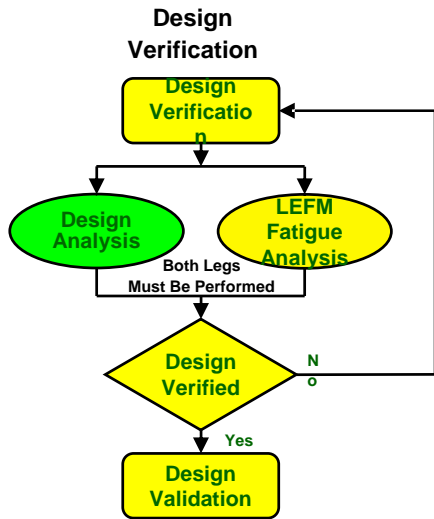 Design
Verification
Design
Verificatio
n
Design
Analysis
LEFM
Fatigue
Analysis
Both Legs
Must Be Performed
Design
Verified
N
o
Yes
Design
Validation